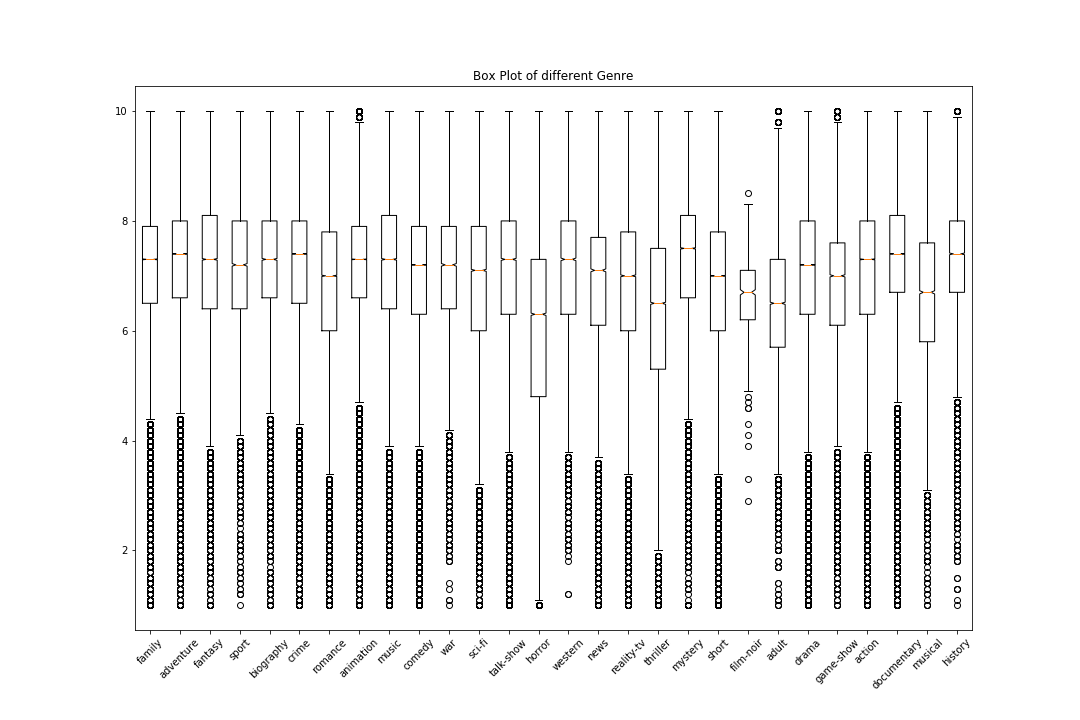 Box Plot of different Genre
10
8
6
4
2
family
adventure
fantasy
sport
biography
crime
romance
animation
music
comedy
war
sci-fi
talk-show
horror
western
news
reality-tv
thriller
mystery
short
film-noir
adult
drama
game-show
action
documentary
musical
history